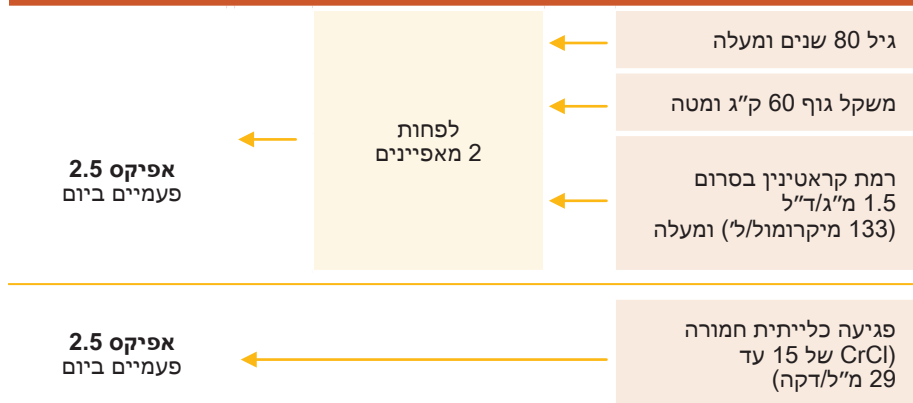 גיל 80 שנים ומעלה
משקל גוף 60 ק״ג ומטה
רמת קראטינין בסרום
1.5 מ״ג/ד״ל
(133 מיקרומול/ל׳) ומעלה
לפחות
2 מאפיינים
אפיקס 2.5
פעמיים ביום
פגיעה כלייתית חמורה
(CrCl של 15 עד
29 מ״ל/דקה)
אפיקס 2.5
פעמיים ביום